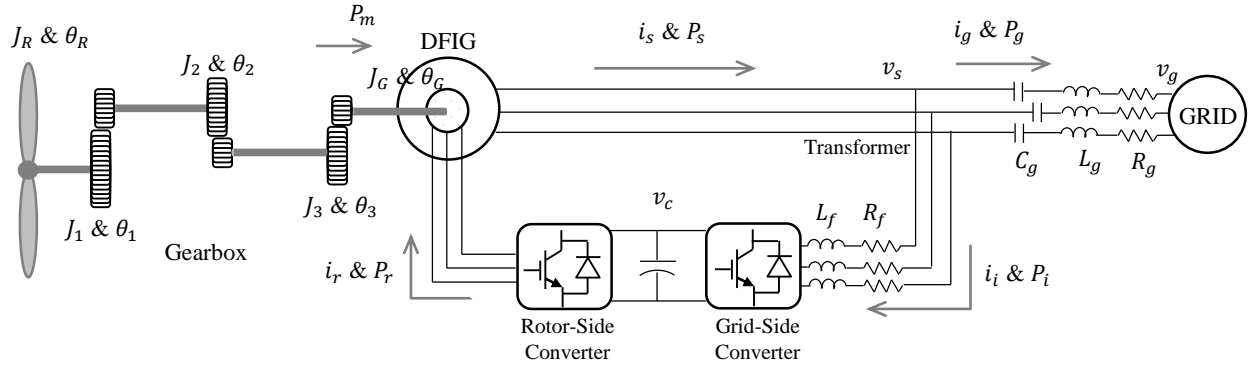 P_m
i_s & P_s
i_g & P_g
J_R & θ_R
DFIG
J_2 & θ_2
J_G & θ_G
v_s
v_g
GRID
Transformer
C_g
L_g
R_g
J_3 & θ_3
J_1 & θ_1
Gearbox
v_c
L_f
R_f
i_r & P_r
i_i & P_i
Rotor-Side
Converter
Grid-Side
Converter